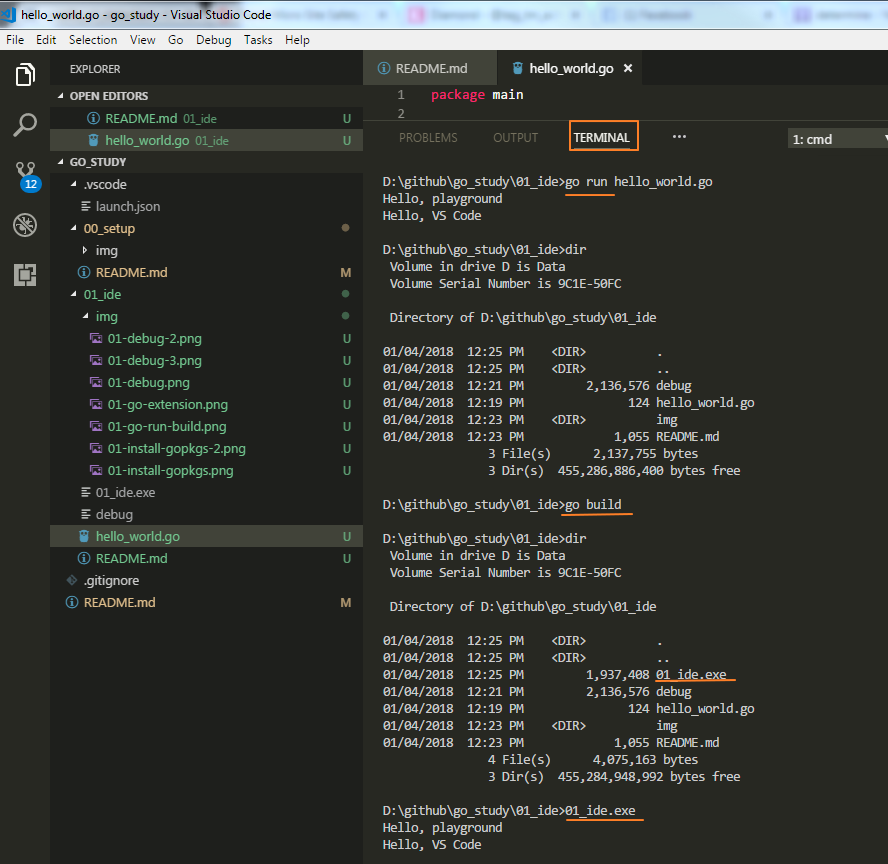 hello_world.go - go_study - Visual Studio Code
File Edit Selection View Go Debug Tasks Help
EXPLORER
OPEN EDITORS
README.md 01_ide U
hello_world.go 01_ide U
GO_STUDY
.vscode
launch.json
00_setup
img
README.md M
01_ide
img
01-debug-2.png U
01-debug-3.png U
01-debug.png U
01-go-extension.png U
01-go-run-build.png U
01-install-gopkgs-2.png U
01-install-gopkgs.png U
01_ide.exe
debug
hello_world.go U
README.md U
.gitignore
README.md M
12
README.md hello_world.go ×
1 package main
2
PROBLEMS OUTPUT TERMINAL ··· 1: cmd
D:\github\go_study\01_ide>go run hello_world.go
Hello, playground
Hello, VS Code
D:\github\go_study\01_ide>dir
Volume in drive D is Data
Volume Serial Number is 9C1E-50FC
Directory of D:\github\go_study\01_ide
01/04/2018 12:25 PM <DIR> .
01/04/2018 12:25 PM <DIR> ..
01/04/2018 12:21 PM 2,136,576 debug
01/04/2018 12:19 PM 124 hello_world.go
01/04/2018 12:23 PM <DIR> img
01/04/2018 12:23 PM 1,055 README.md
3 File(s) 2,137,755 bytes
3 Dir(s) 455,286,886,400 bytes free
D:\github\go_study\01_ide>go build
D:\github\go_study\01_ide>dir
Volume in drive D is Data
Volume Serial Number is 9C1E-50FC
Directory of D:\github\go_study\01_ide
01/04/2018 12:25 PM <DIR> .
01/04/2018 12:25 PM <DIR> ..
01/04/2018 12:25 PM 1,937,408 01_ide.exe
01/04/2018 12:21 PM 2,136,576 debug
01/04/2018 12:19 PM 124 hello_world.go
01/04/2018 12:23 PM <DIR> img
01/04/2018 12:23 PM 1,055 README.md
4 File(s) 4,075,163 bytes
3 Dir(s) 455,284,948,992 bytes free
D:\github\go_study\01_ide>01_ide.exe
Hello, playground
Hello, VS Code